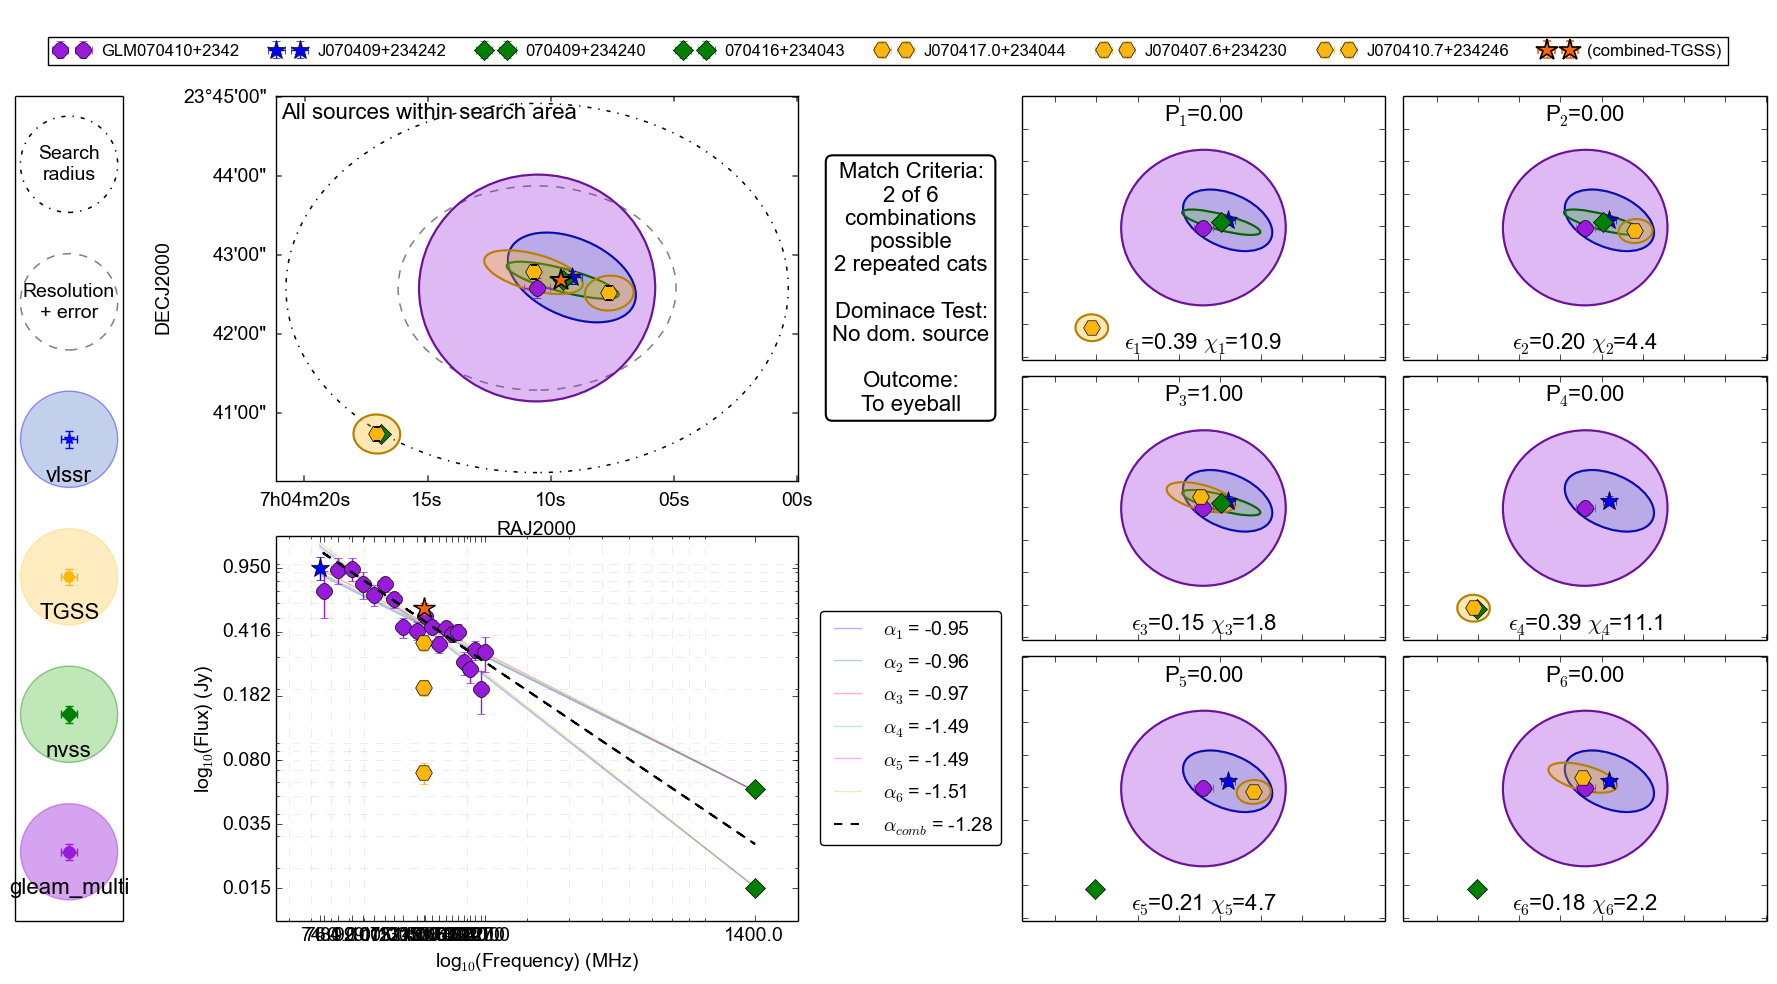 GLM070410+2342 J070409+234242 070409+234240 070416+234043 J070417.0+234044 J070407.6+234230 J070410.7+234246 (combined-TGSS)
Search
radius
Resolution
+ error
vlssr
TGSS
nvss
gleam_multi
All sources within search area
23°45'00"
44'00"
43'00"
42'00"
41'00"
DECJ2000
7h04m20s 15s 10s 05s 00s
RAJ2000
Match Criteria:
2 of 6
combinations
possible
2 repeated cats
Dominace Test:
No dom. source
Outcome:
To eyeball
0.950
0.416
0.182
0.080
0.035
0.015
log₁₀(Flux) (Jy)
1400.0
log₁₀(Frequency) (MHz)
α₁ = -0.95
α₂ = -0.96
α₃ = -0.97
α₄ = -1.49
α₅ = -1.49
α₆ = -1.51
α_comb = -1.28
P₁=0.00
ϵ₁=0.39 χ₁=10.9
P₂=0.00
ϵ₂=0.20 χ₂=4.4
P₃=1.00
ϵ₃=0.15 χ₃=1.8
P₄=0.00
ϵ₄=0.39 χ₄=11.1
P₅=0.00
ϵ₅=0.21 χ₅=4.7
P₆=0.00
ϵ₆=0.18 χ₆=2.2